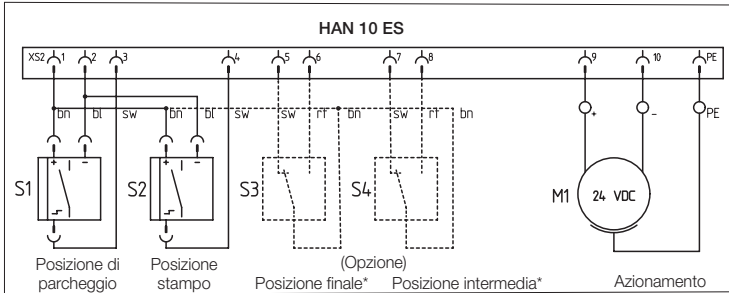 HAN 10 ES
XS2 1 2 3 4 5 6 7 8 9 10 PE
bn bl sw bn bl sw sw rt bn sw rt bn + - PE
+ - + -
S1 S2 S3 S4 M1 24 VDC
(Opzione)
Posizione di parcheggio
Posizione stampo
Posizione finale*
Posizione intermedia*
Azionamento